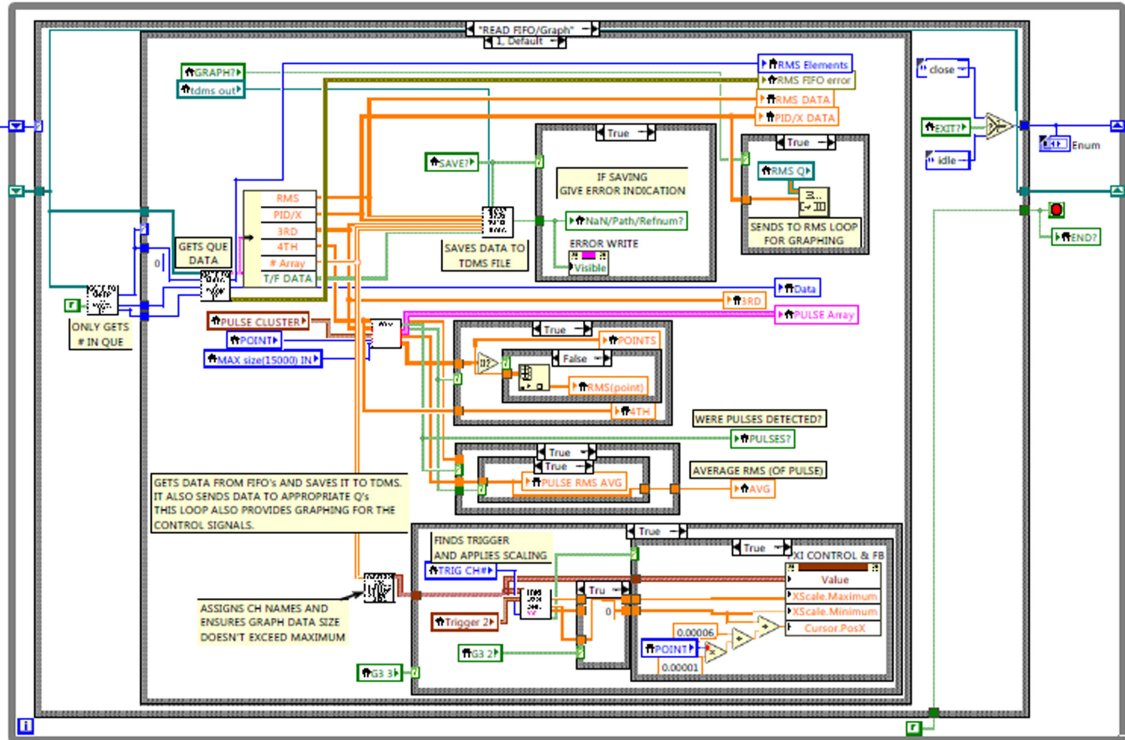 "READ FIFO/Graph"
1, Default
GRAPH?
tdms out
RMS Elements
RMS FIFO error
RMS DATA
PID/X DATA
close
EXIT?
idle
Enum
END?
True
SAVE?
IF SAVING
GIVE ERROR INDICATION
NaN/Path/Refnum?
ERROR WRITE
Visible
True
RMS Q
SENDS TO RMS LOOP
FOR GRAPHING
RMS
PID/X
3RD
4TH
# Array
T/F DATA
GETS QUE
DATA
0
SAVES DATA TO
TDMS FILE
ONLY GETS
# IN QUE
Data
3RD
PULSE Array
PULSE CLUSTER
POINT
MAX size(15000) IN
True
POINTS
False
RMS(point)
4TH
WERE PULSES DETECTED?
PULSES?
True
True
PULSE RMS AVG
AVERAGE RMS (OF PULSE)
AVG
GETS DATA FROM FIFO's AND SAVES IT TO TDMS.
IT ALSO SENDS DATA TO APPROPRIATE Q's
THIS LOOP ALSO PROVIDES GRAPHING FOR THE
CONTROL SIGNALS.
True
FINDS TRIGGER
AND APPLIES SCALING
TRIG CH#
True
XI CONTROL & FB
Value
XScale.Maximum
XScale.Minimum
Cursor.PosX
Tru
0
Trigger 2
G3 2
G3 3
0.00006
POINT
0.00001
ASSIGNS CH NAMES AND
ENSURES GRAPH DATA SIZE
DOESN'T EXCEED MAXIMUM
i